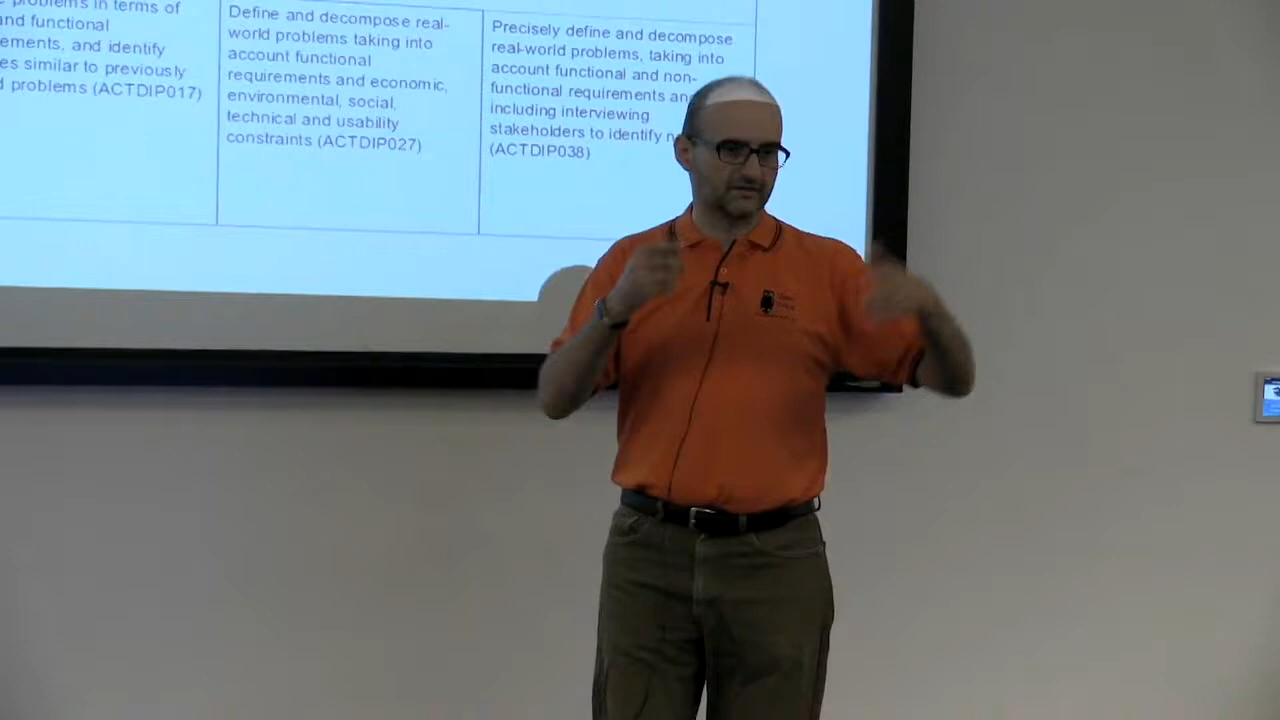 problems in terms of
and functional
ements, and identify
es similar to previously
d problems (ACTDIP017)
Define and decompose real-
world problems taking into
account functional
requirements and economic,
environmental, social,
technical and usability
constraints (ACTDIP027)
Precisely define and decompose
real-world problems, taking into
account functional and non-
functional requirements an
including interviewing
stakeholders to identify n
(ACTDIP038)